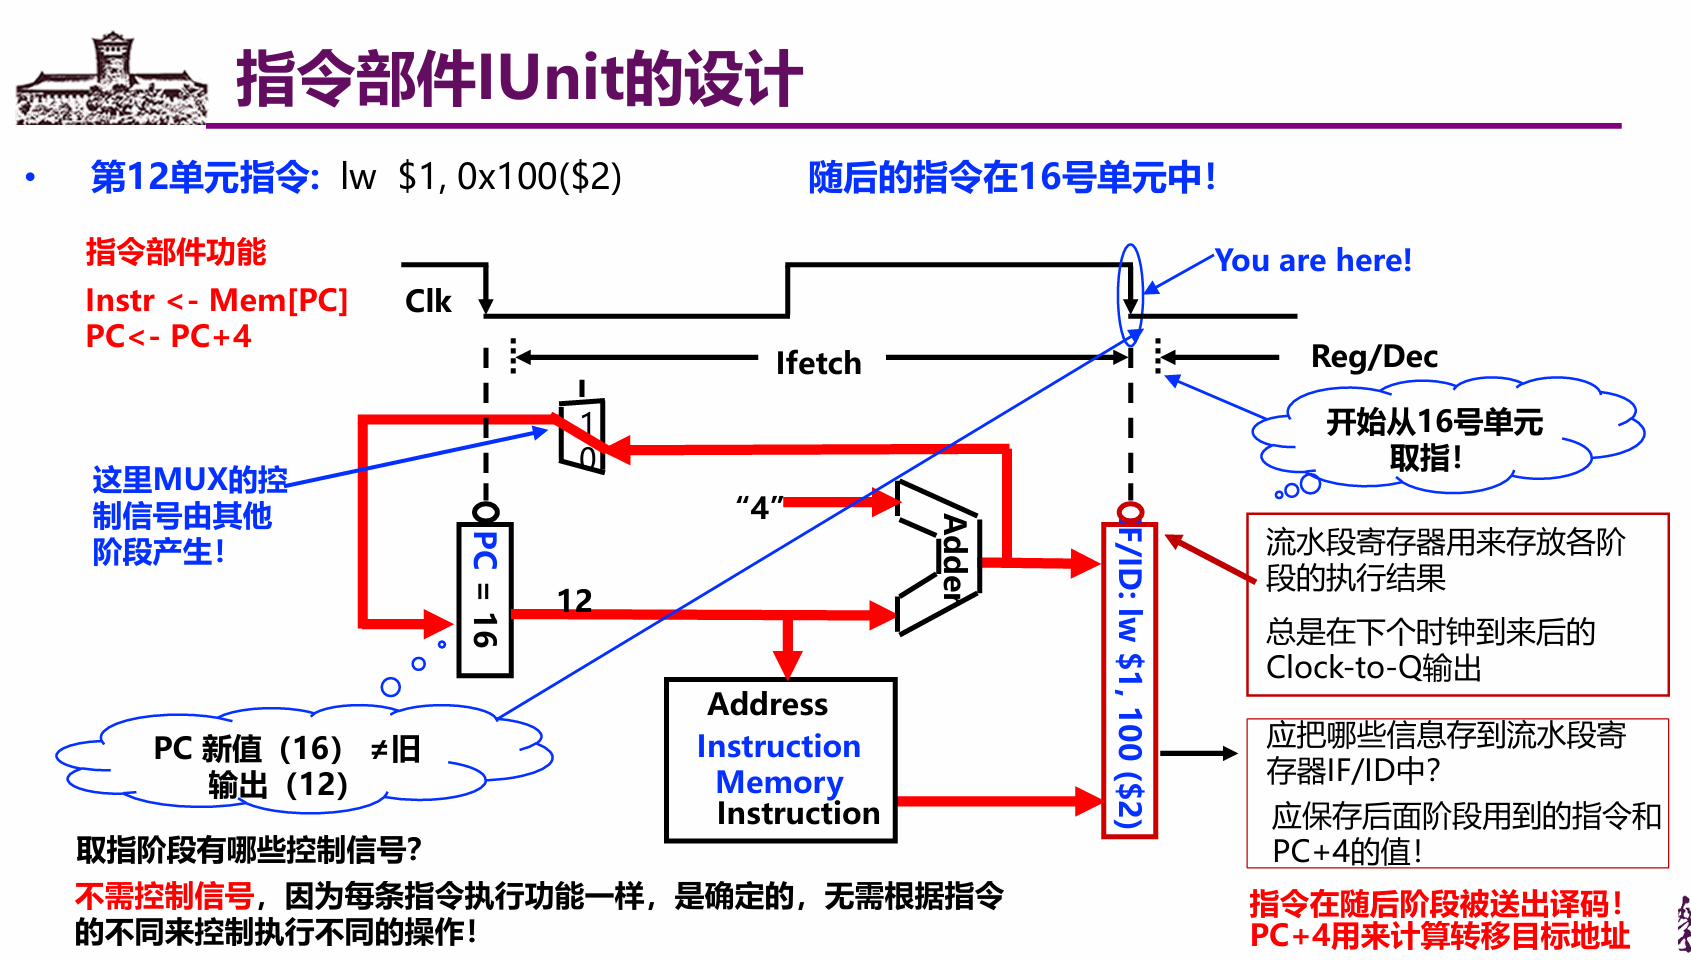 指令部件IUnit的设计
• 第12单元指令: lw $1, 0x100($2)
随后的指令在16号单元中!
指令部件功能
Instr <- Mem[PC]
PC<- PC+4
Clk
You are here!
Ifetch
Reg/Dec
1
0
开始从16号单元
取指!
这里MUX的控
制信号由其他
阶段产生!
“4”
Adder
PC = 16
12
IF/ID: lw $1, 100 ($2)
流水段寄存器用来存放各阶
段的执行结果
总是在下个时钟到来后的
Clock-to-Q输出
Address
Instruction
Memory
Instruction
PC 新值（16） ≠旧
输出（12）
应把哪些信息存到流水段寄
存器IF/ID中?
应保存后面阶段用到的指令和
PC+4的值!
取指阶段有哪些控制信号?
不需控制信号，因为每条指令执行功能一样，是确定的，无需根据指令
的不同来控制执行不同的操作!
指令在随后阶段被送出译码!
PC+4用来计算转移目标地址